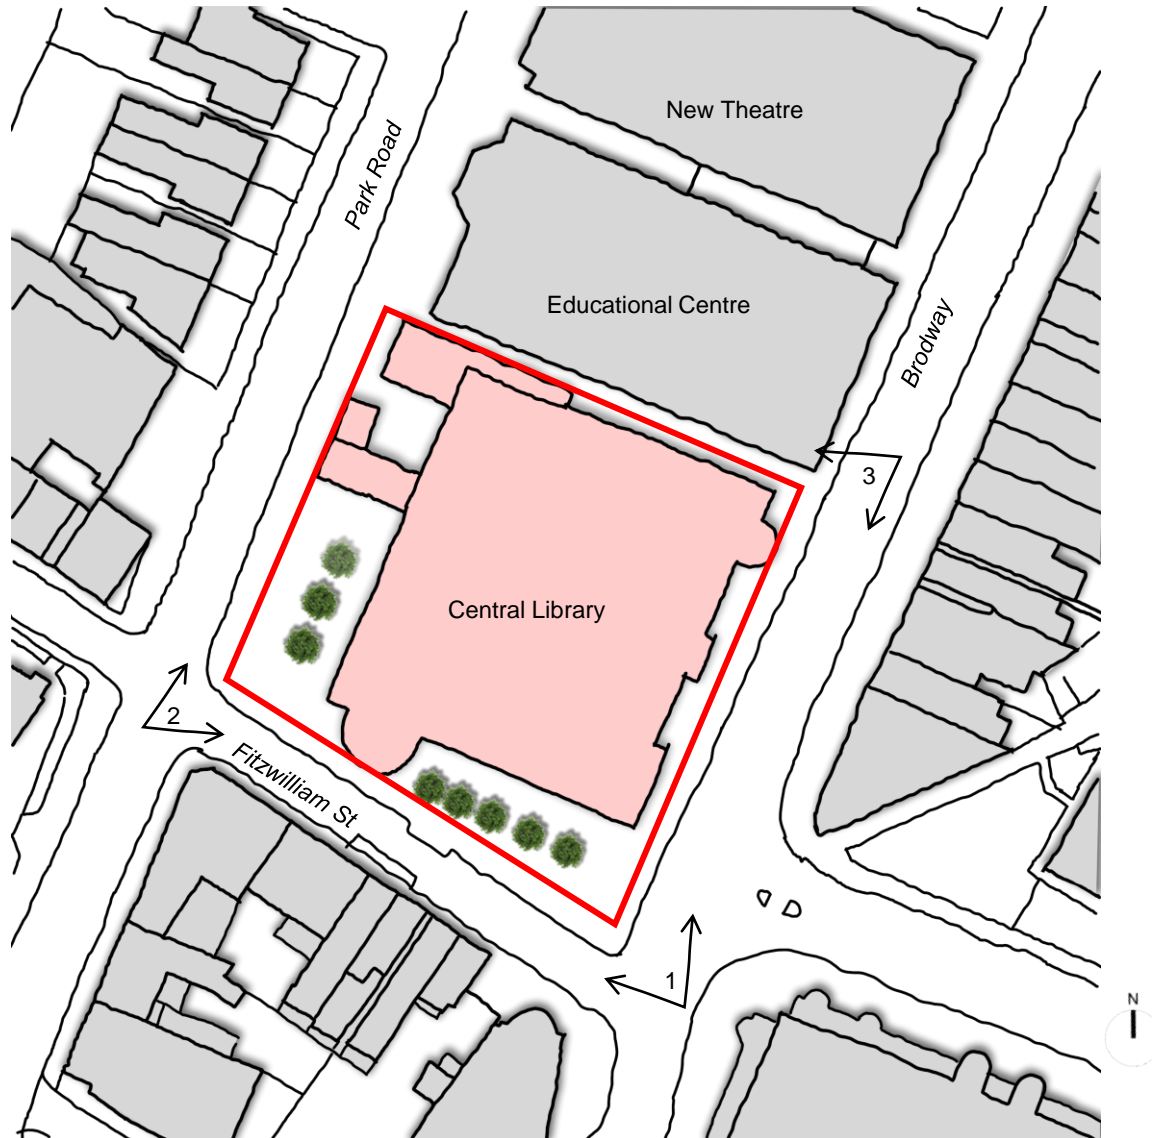 New Theatre
Park Road
Educational Centre
Brodway
3
Central Library
2
Fitzwilliam St
1
N